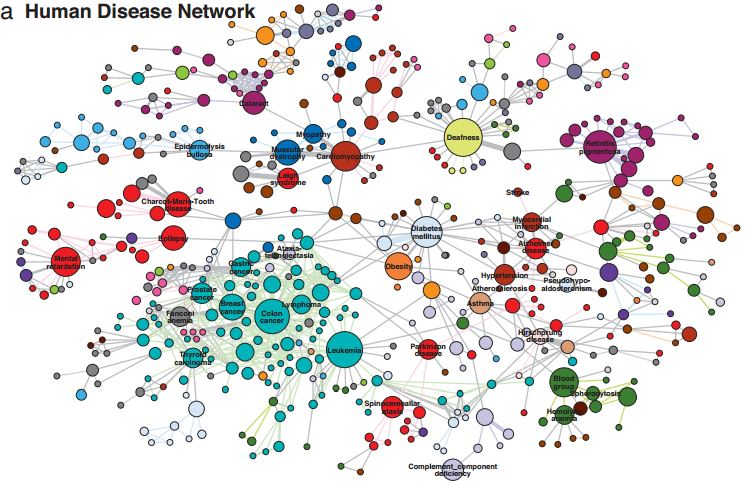 a Human Disease Network
Cataract
Deafness
Myopathy
Epidermolysis
bullosa
Muscular
dystrophy
Cardiomyopathy
Retinitis
pigmentosa
Leigh
syndrome
Charcot-Marie-Tooth
disease
Stroke
Myocardial
infarction
Diabetes
mellitus
Epilepsy
Alzheimer
disease
Ataxia-
telangiectasia
Mental
retardation
Gastric
cancer
Obesity
Hypertension
Pseudohypo-
aldosteronism
Atherosclerosis
Prostate
cancer
Breast
cancer
Lymphoma
Asthma
Fanconi
anemia
Colon
cancer
Hirschprung
disease
Parkinson
disease
Leukemia
Thyroid
carcinoma
Blood
group
Spherocytosis
Spinocereballar
ataxia
Hemolytic
anemia
Complement_component
deficiency